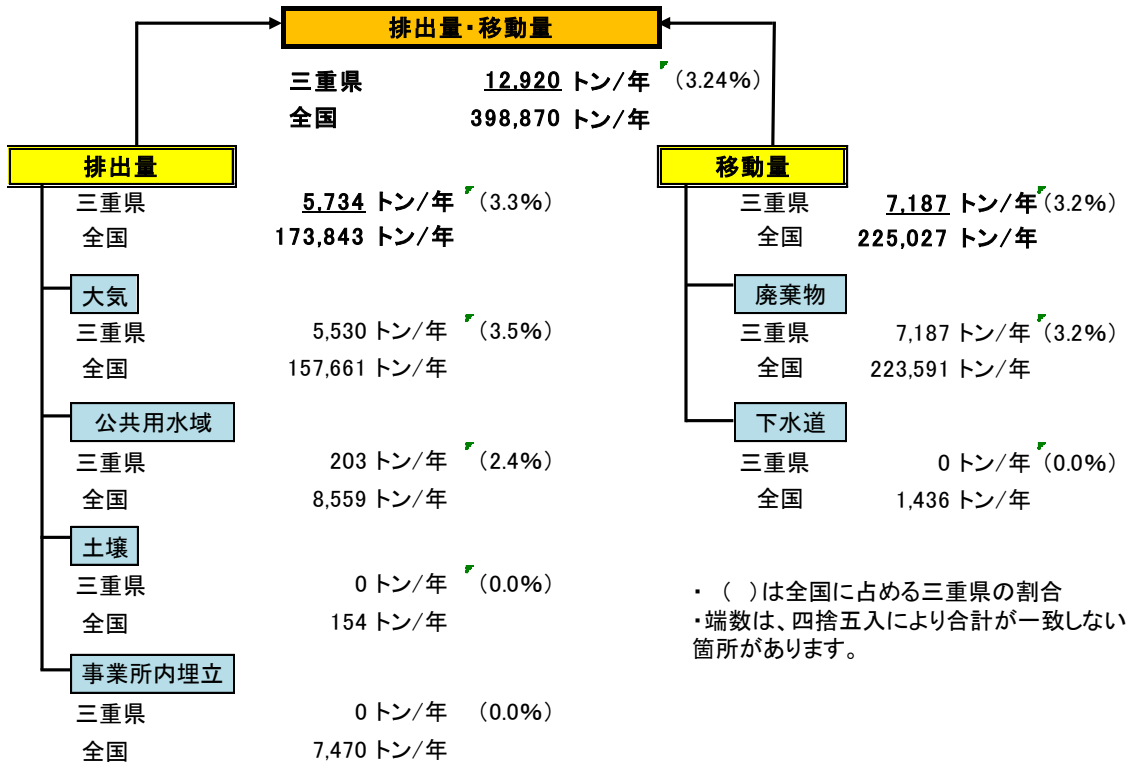 排出量・移動量
三重県 12,920 トン/年 (3.24%)
全国 398,870 トン/年
排出量
三重県 5,734 トン/年 (3.3%)
全国 173,843 トン/年
大気
三重県 5,530 トン/年 (3.5%)
全国 157,661 トン/年
公共用水域
三重県 203 トン/年 (2.4%)
全国 8,559 トン/年
土壌
三重県 0 トン/年 (0.0%)
全国 154 トン/年
事業所内埋立
三重県 0 トン/年 (0.0%)
全国 7,470 トン/年
移動量
三重県 7,187 トン/年 (3.2%)
全国 225,027 トン/年
廃棄物
三重県 7,187 トン/年 (3.2%)
全国 223,591 トン/年
下水道
三重県 0 トン/年 (0.0%)
全国 1,436 トン/年
・ ( )は全国に占める三重県の割合
・端数は、四捨五入により合計が一致しない
箇所があります。